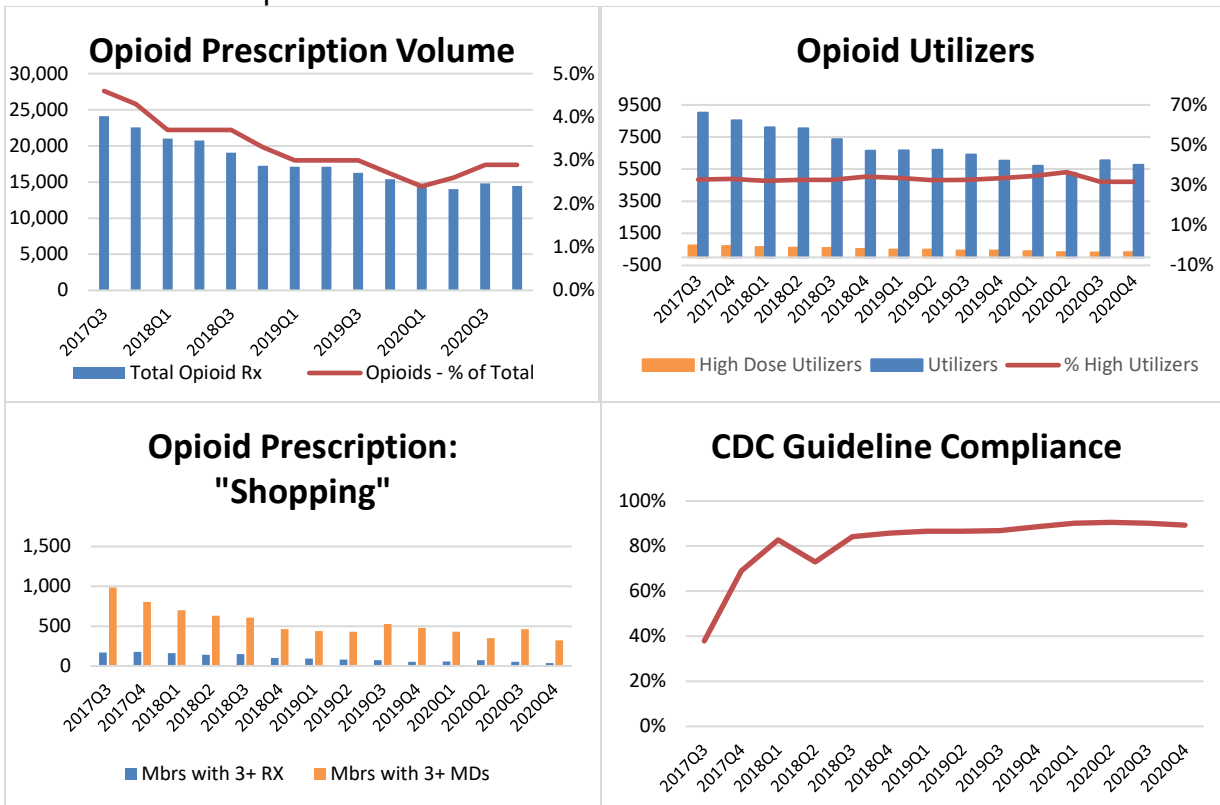 Opioid Prescription Volume
30,000
25,000
20,000
15,000
10,000
5,000
0
5.0%
4.0%
3.0%
2.0%
1.0%
0.0%
2017Q3
2018Q1
2018Q3
2019Q1
2019Q3
2020Q1
2020Q3
Total Opioid Rx
Opioids - % of Total
Opioid Utilizers
9500
7500
5500
3500
1500
-500
70%
50%
30%
10%
-10%
2017Q3
2017Q4
2018Q1
2018Q2
2018Q3
2018Q4
2019Q1
2019Q2
2019Q3
2019Q4
2020Q1
2020Q2
2020Q3
2020Q4
High Dose Utilizers
Utilizers
% High Utilizers
Opioid Prescription:
"Shopping"
1,500
1,000
500
0
2017Q3
2017Q4
2018Q1
2018Q2
2018Q3
2018Q4
2019Q1
2019Q2
2019Q3
2019Q4
2020Q1
2020Q2
2020Q3
2020Q4
Mbrs with 3+ RX
Mbrs with 3+ MDs
CDC Guideline Compliance
100%
80%
60%
40%
20%
0%
2017Q3
2017Q4
2018Q1
2018Q2
2018Q3
2018Q4
2019Q1
2019Q2
2019Q3
2019Q4
2020Q1
2020Q2
2020Q3
2020Q4